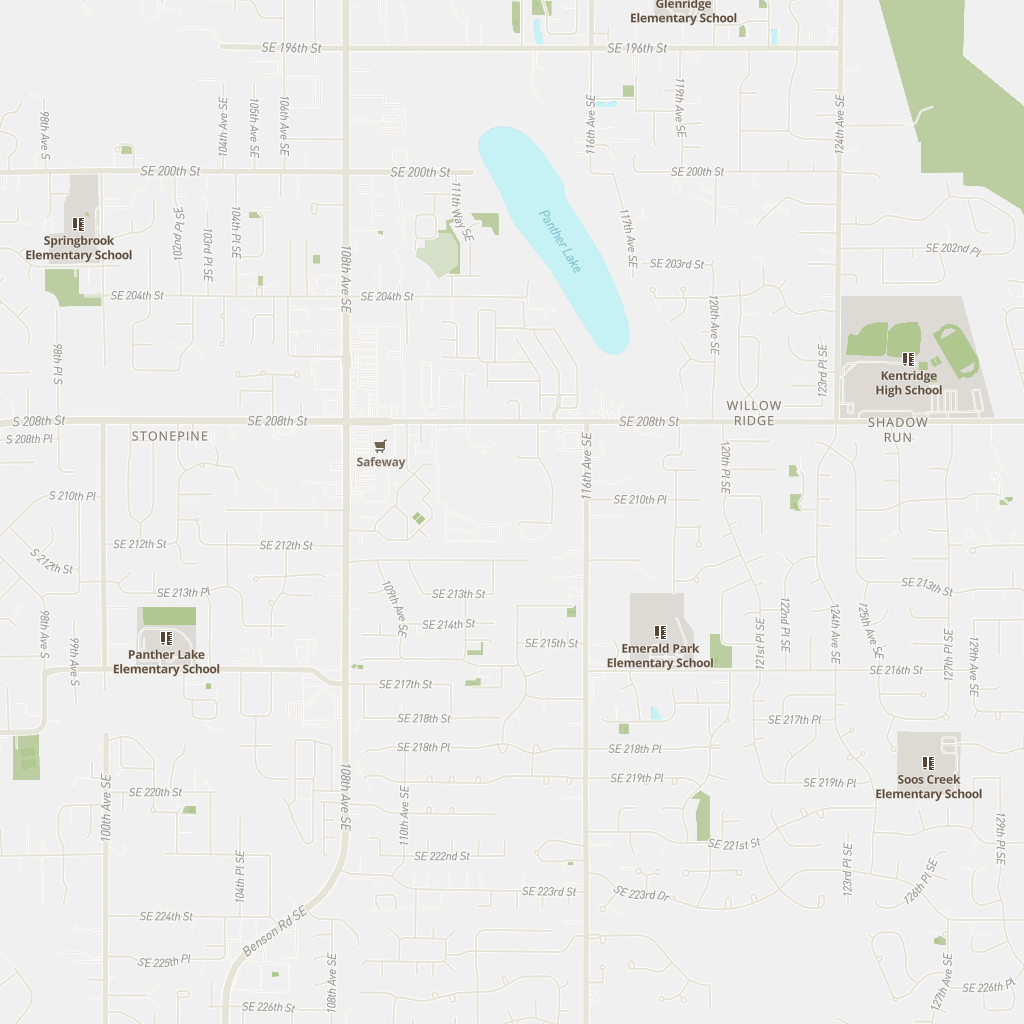 Glenridge
Elementary School
SE 196th St
SE 196th St
98th Ave S
104th Ave SE
105th Ave SE
106th Ave SE
116th Ave SE
119th Ave SE
124th Ave SE
SE 200th St
SE 200th St
SE 200th St
111th Way SE
102nd Pl SE
103rd Pl SE
104th Pl SE
Springbrook
Elementary School
Panther Lake
117th Ave SE
108th Ave SE
SE 202nd Pl
SE 203rd St
SE 204th St
SE 204th St
120th Ave SE
98th Pl S
123rd Pl SE
Kentridge
High School
S 208th St
SE 208th St
SE 208th St
WILLOW
RIDGE
SHADOW
RUN
S 208th Pl
STONEPINE
Safeway
116th Ave SE
120th Pl SE
S 210th Pl
SE 210th Pl
SE 212th St
SE 212th St
S 212th St
SE 213th Pl
109th Ave SE
SE 213th St
SE 213th St
98th Ave S
99th Ave S
SE 214th St
SE 215th St
121st Pl SE
122nd Pl SE
124th Ave SE
125th Ave SE
127th Pl SE
129th Ave SE
Panther Lake
Elementary School
Emerald Park
Elementary School
SE 216th St
SE 217th St
SE 218th St
SE 217th Pl
SE 218th Pl
SE 218th Pl
SE 219th Pl
SE 219th Pl
Soos Creek
Elementary School
100th Ave SE
SE 220th St
108th Ave SE
110th Ave SE
129th Pl SE
SE 221st St
SE 222nd St
104th Pl SE
123rd Pl SE
126th Pl SE
SE 223rd St
SE 223rd Dr
SE 224th St
Benson Rd SE
SE 225th Pl
108th Ave SE
127th Ave SE
SE 226th Pl
SE 226th St